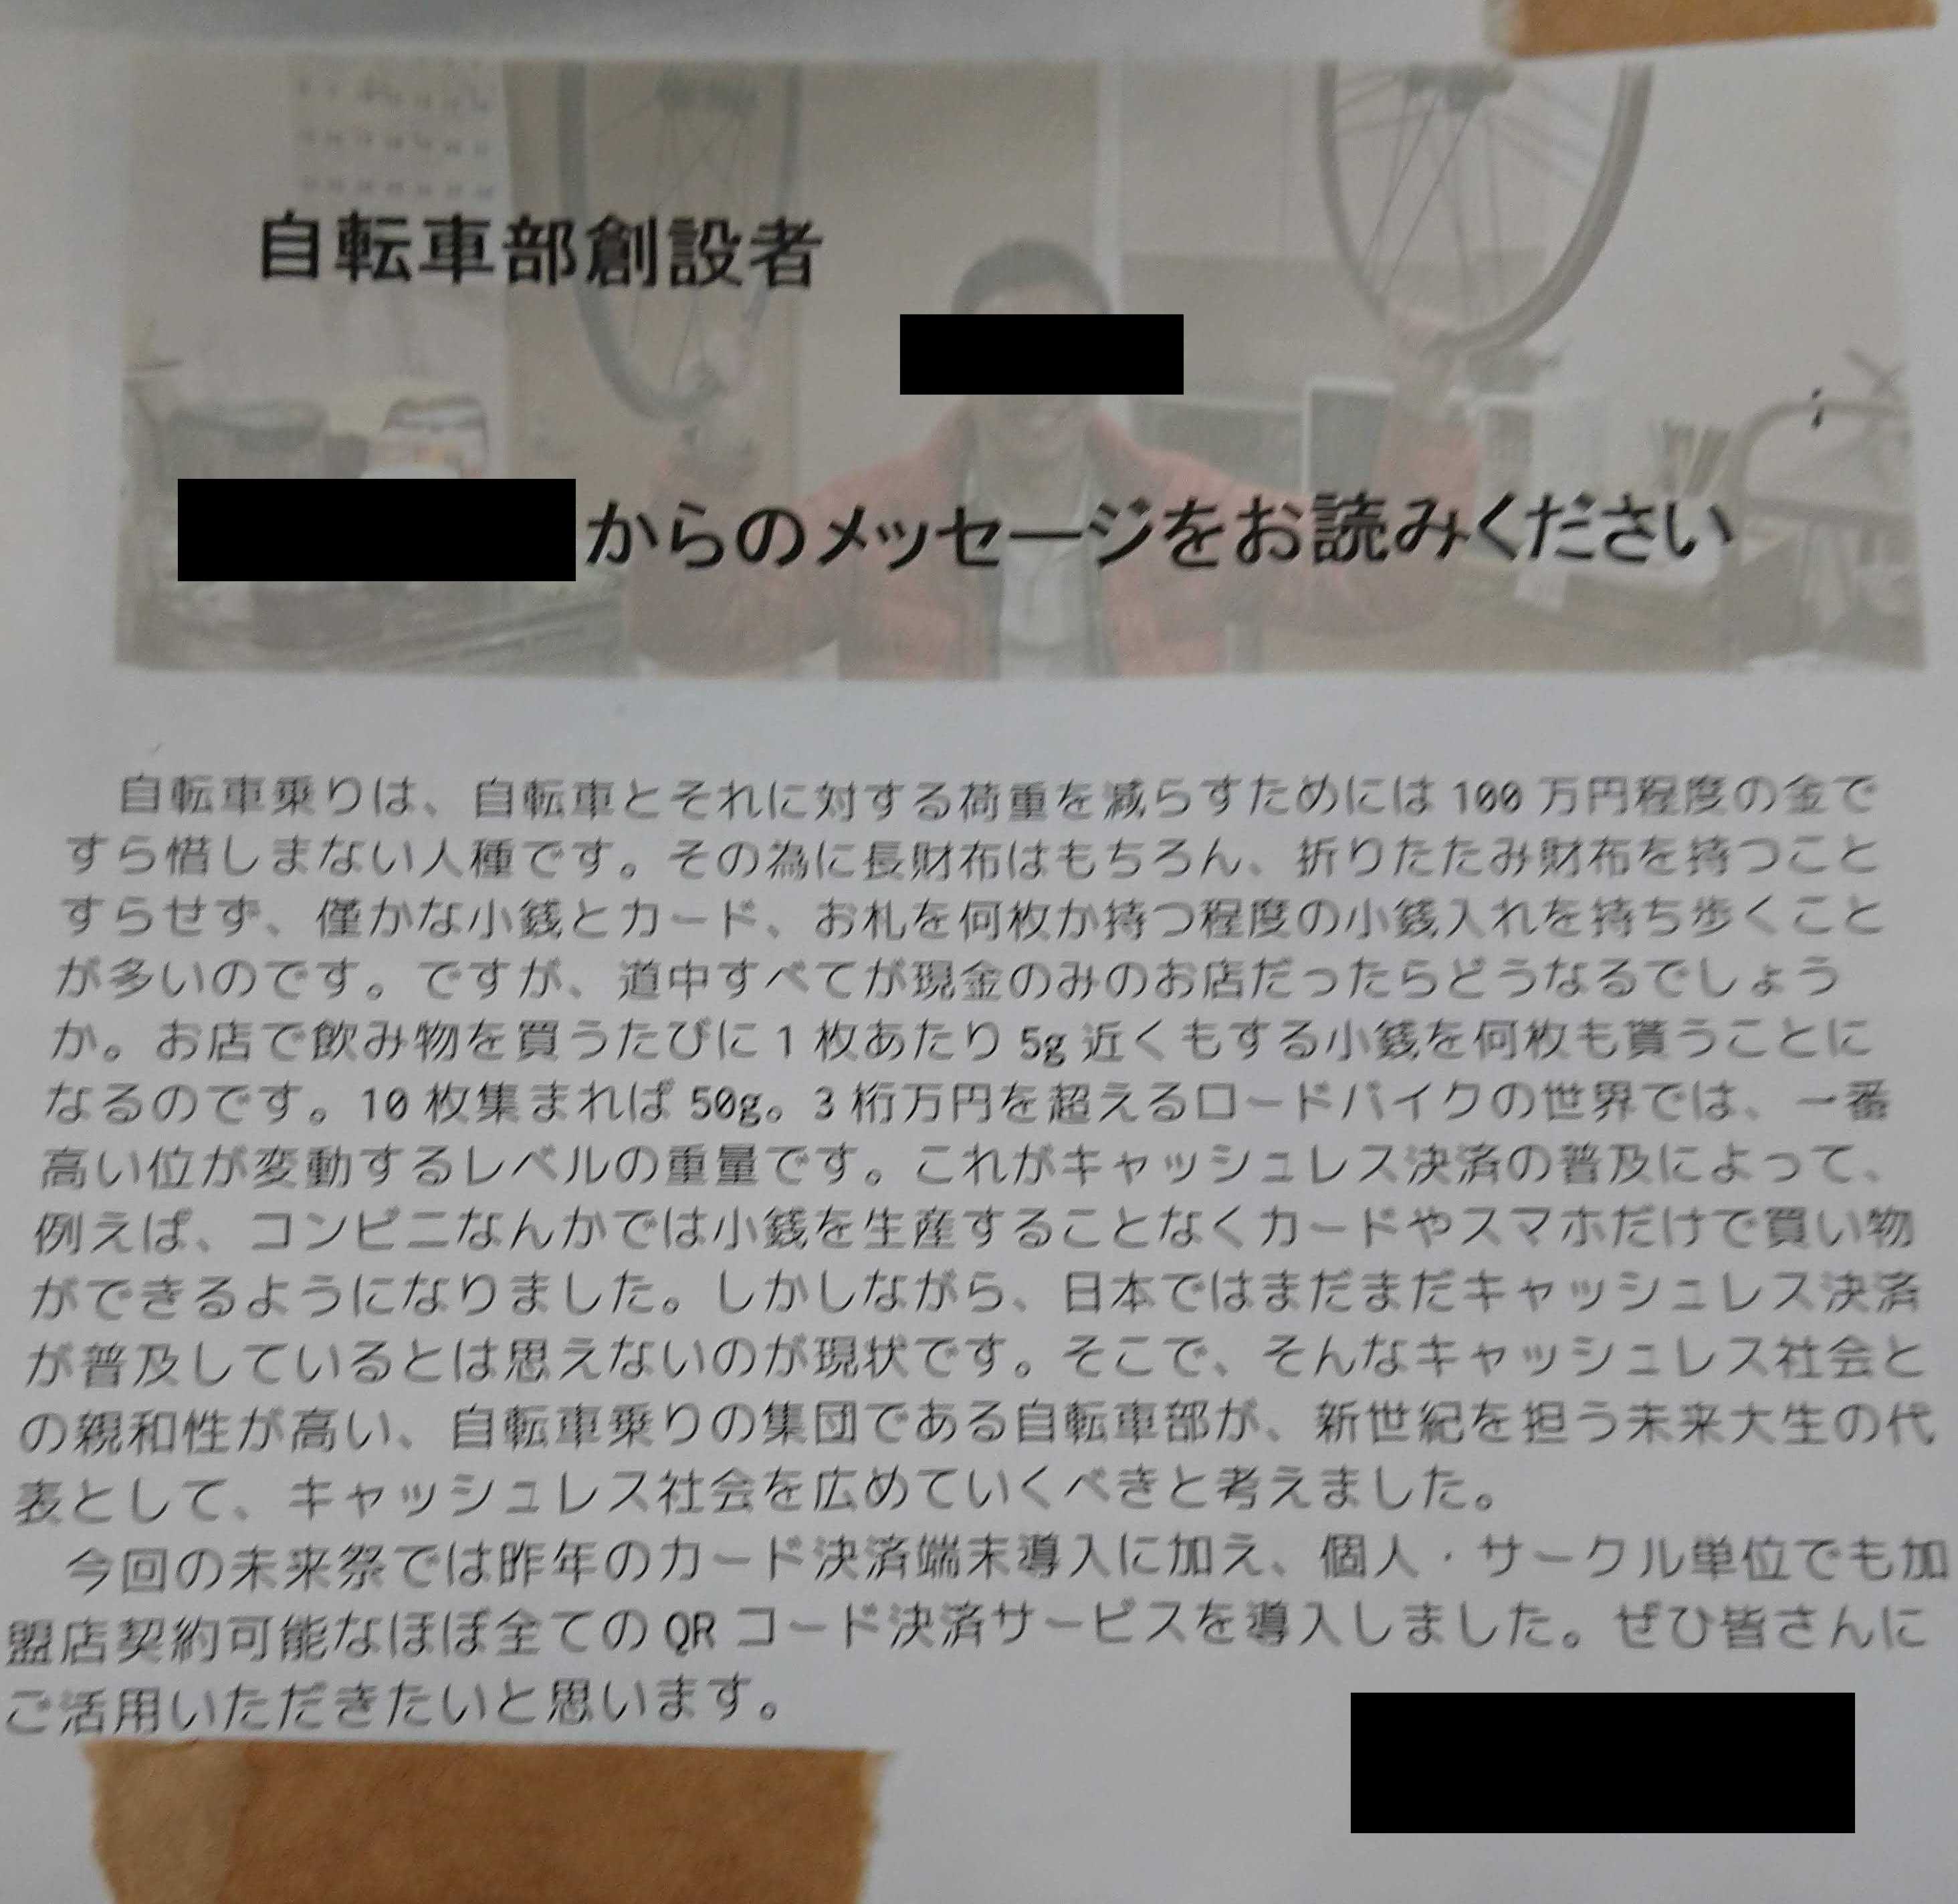 自転車部創設者
からのメッセージをお読みください
自転車乗りは、自転車とそれに対する荷重を減らすためには100万円程度の金で
すら惜しまない人種です。その為に長財布はもちろん、折りたたみ財布を持つこと
すらせず、僅かな小銭とカード、お札を何枚か持つ程度の小銭入れを持ち歩くこと
が多いのです。ですが、道中すべてが現金のみのお店だったらどうなるでしょう
か。お店で飲み物を買うたびに1枚あたり5g近くもする小銭を何枚も貰うことに
なるのです。10枚集まれば50g。3桁万円を超えるロードバイクの世界では、一番
高い位が変動するレベルの重量です。これがキャッシュレス決済の普及によって、
例えば、コンビニなんかでは小銭を生産することなくカードやスマホだけで買い物
ができるようになりました。しかしながら、日本ではまだまだキャッシュレス決済
が普及しているとは思えないのが現状です。そこで、そんなキャッシュレス社会と
の親和性が高い、自転車乗りの集団である自転車部が、新世紀を担う未来大生の代
表として、キャッシュレス社会を広めていくべきと考えました。
今回の未来祭では昨年のカード決済端末導入に加え、個人・サークル単位でも加
盟店契約可能なほぼ全てのQRコード決済サービスを導入しました。ぜひ皆さんに
ご活用いただきたいと思います。